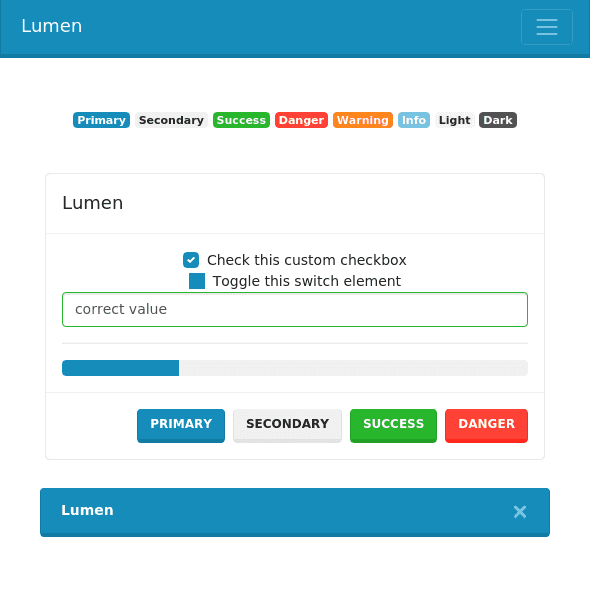 Lumen
Primary Secondary Success Danger Warning Info Light Dark
Lumen
Check this custom checkbox
Toggle this switch element
correct value
PRIMARY SECONDARY SUCCESS DANGER
Lumen